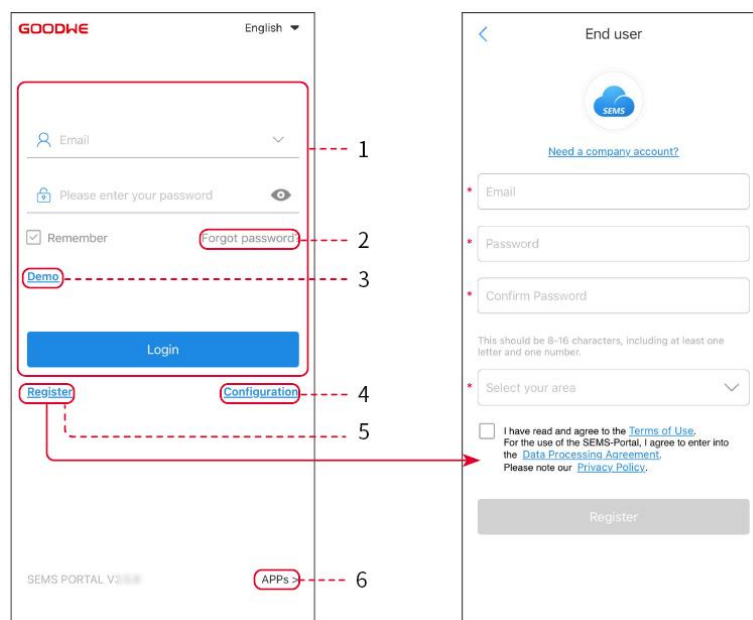 GOODWE
English
Email
1
Please enter your password
Remember
Forgot password?
2
Demo
3
Login
Register
Configuration
4
5
SEMS PORTAL
APPs >
6
End user
SEMS
Need a company account?
* Email
* Password
* Confirm Password
This should be 8-16 characters, including at least one
letter and one number.
* Select your area
I have read and agree to the Terms of Use.
For the use of the SEMS-Portal, I agree to enter into
the Data Processing Agreement.
Please note our Privacy Policy.
Register